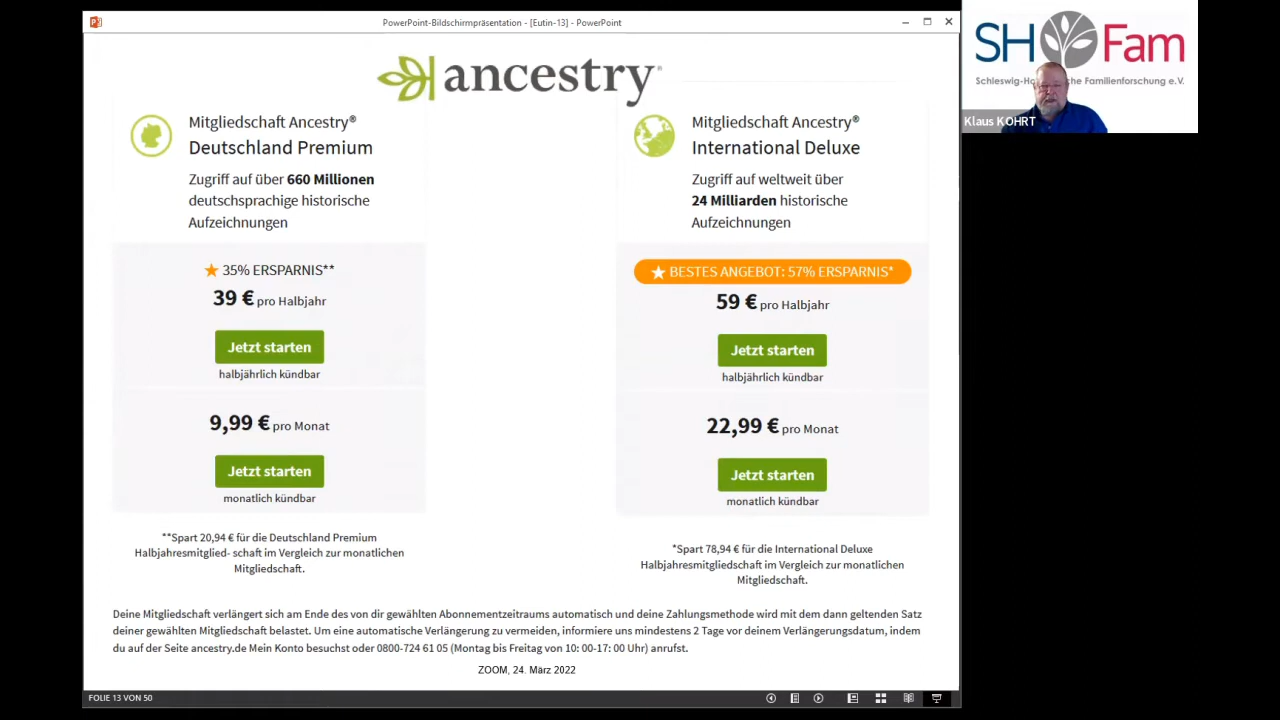 PowerPoint-Bildschirmpräsentation - [Eutin-13] - PowerPoint
ancestry®
Mitgliedschaft Ancestry®
Deutschland Premium
Zugriff auf über 660 Millionen
deutschsprachige historische
Aufzeichnungen
35% ERSPARNIS**
39 € pro Halbjahr
Jetzt starten
halbjährlich kündbar
9,99 € pro Monat
Jetzt starten
monatlich kündbar
**Spart 20,94 € für die Deutschland Premium
Halbjahresmitglied- schaft im Vergleich zur monatlichen
Mitgliedschaft.
Mitgliedschaft Ancestry®
International Deluxe
Zugriff auf weltweit über
24 Milliarden historische
Aufzeichnungen
BESTES ANGEBOT: 57% ERSPARNIS*
59 € pro Halbjahr
Jetzt starten
halbjährlich kündbar
22,99 € pro Monat
Jetzt starten
monatlich kündbar
*Spart 78,94 € für die International Deluxe
Halbjahresmitgliedschaft im Vergleich zur monatlichen
Mitgliedschaft.
Deine Mitgliedschaft verlängert sich am Ende des von dir gewählten Abonnementzeitraums automatisch und deine Zahlungsmethode wird mit dem dann geltenden Satz
deiner gewählten Mitgliedschaft belastet. Um eine automatische Verlängerung zu vermeiden, informiere uns mindestens 2 Tage vor deinem Verlängerungsdatum, indem
du auf der Seite ancestry.de Mein Konto besuchst oder 0800-724 61 05 (Montag bis Freitag von 10: 00-17: 00 Uhr) anrufst.
ZOOM, 24. März 2022
FOLIE 13 VON 50
SH Fam
Familienforschung e.V.
Klaus KOHRT